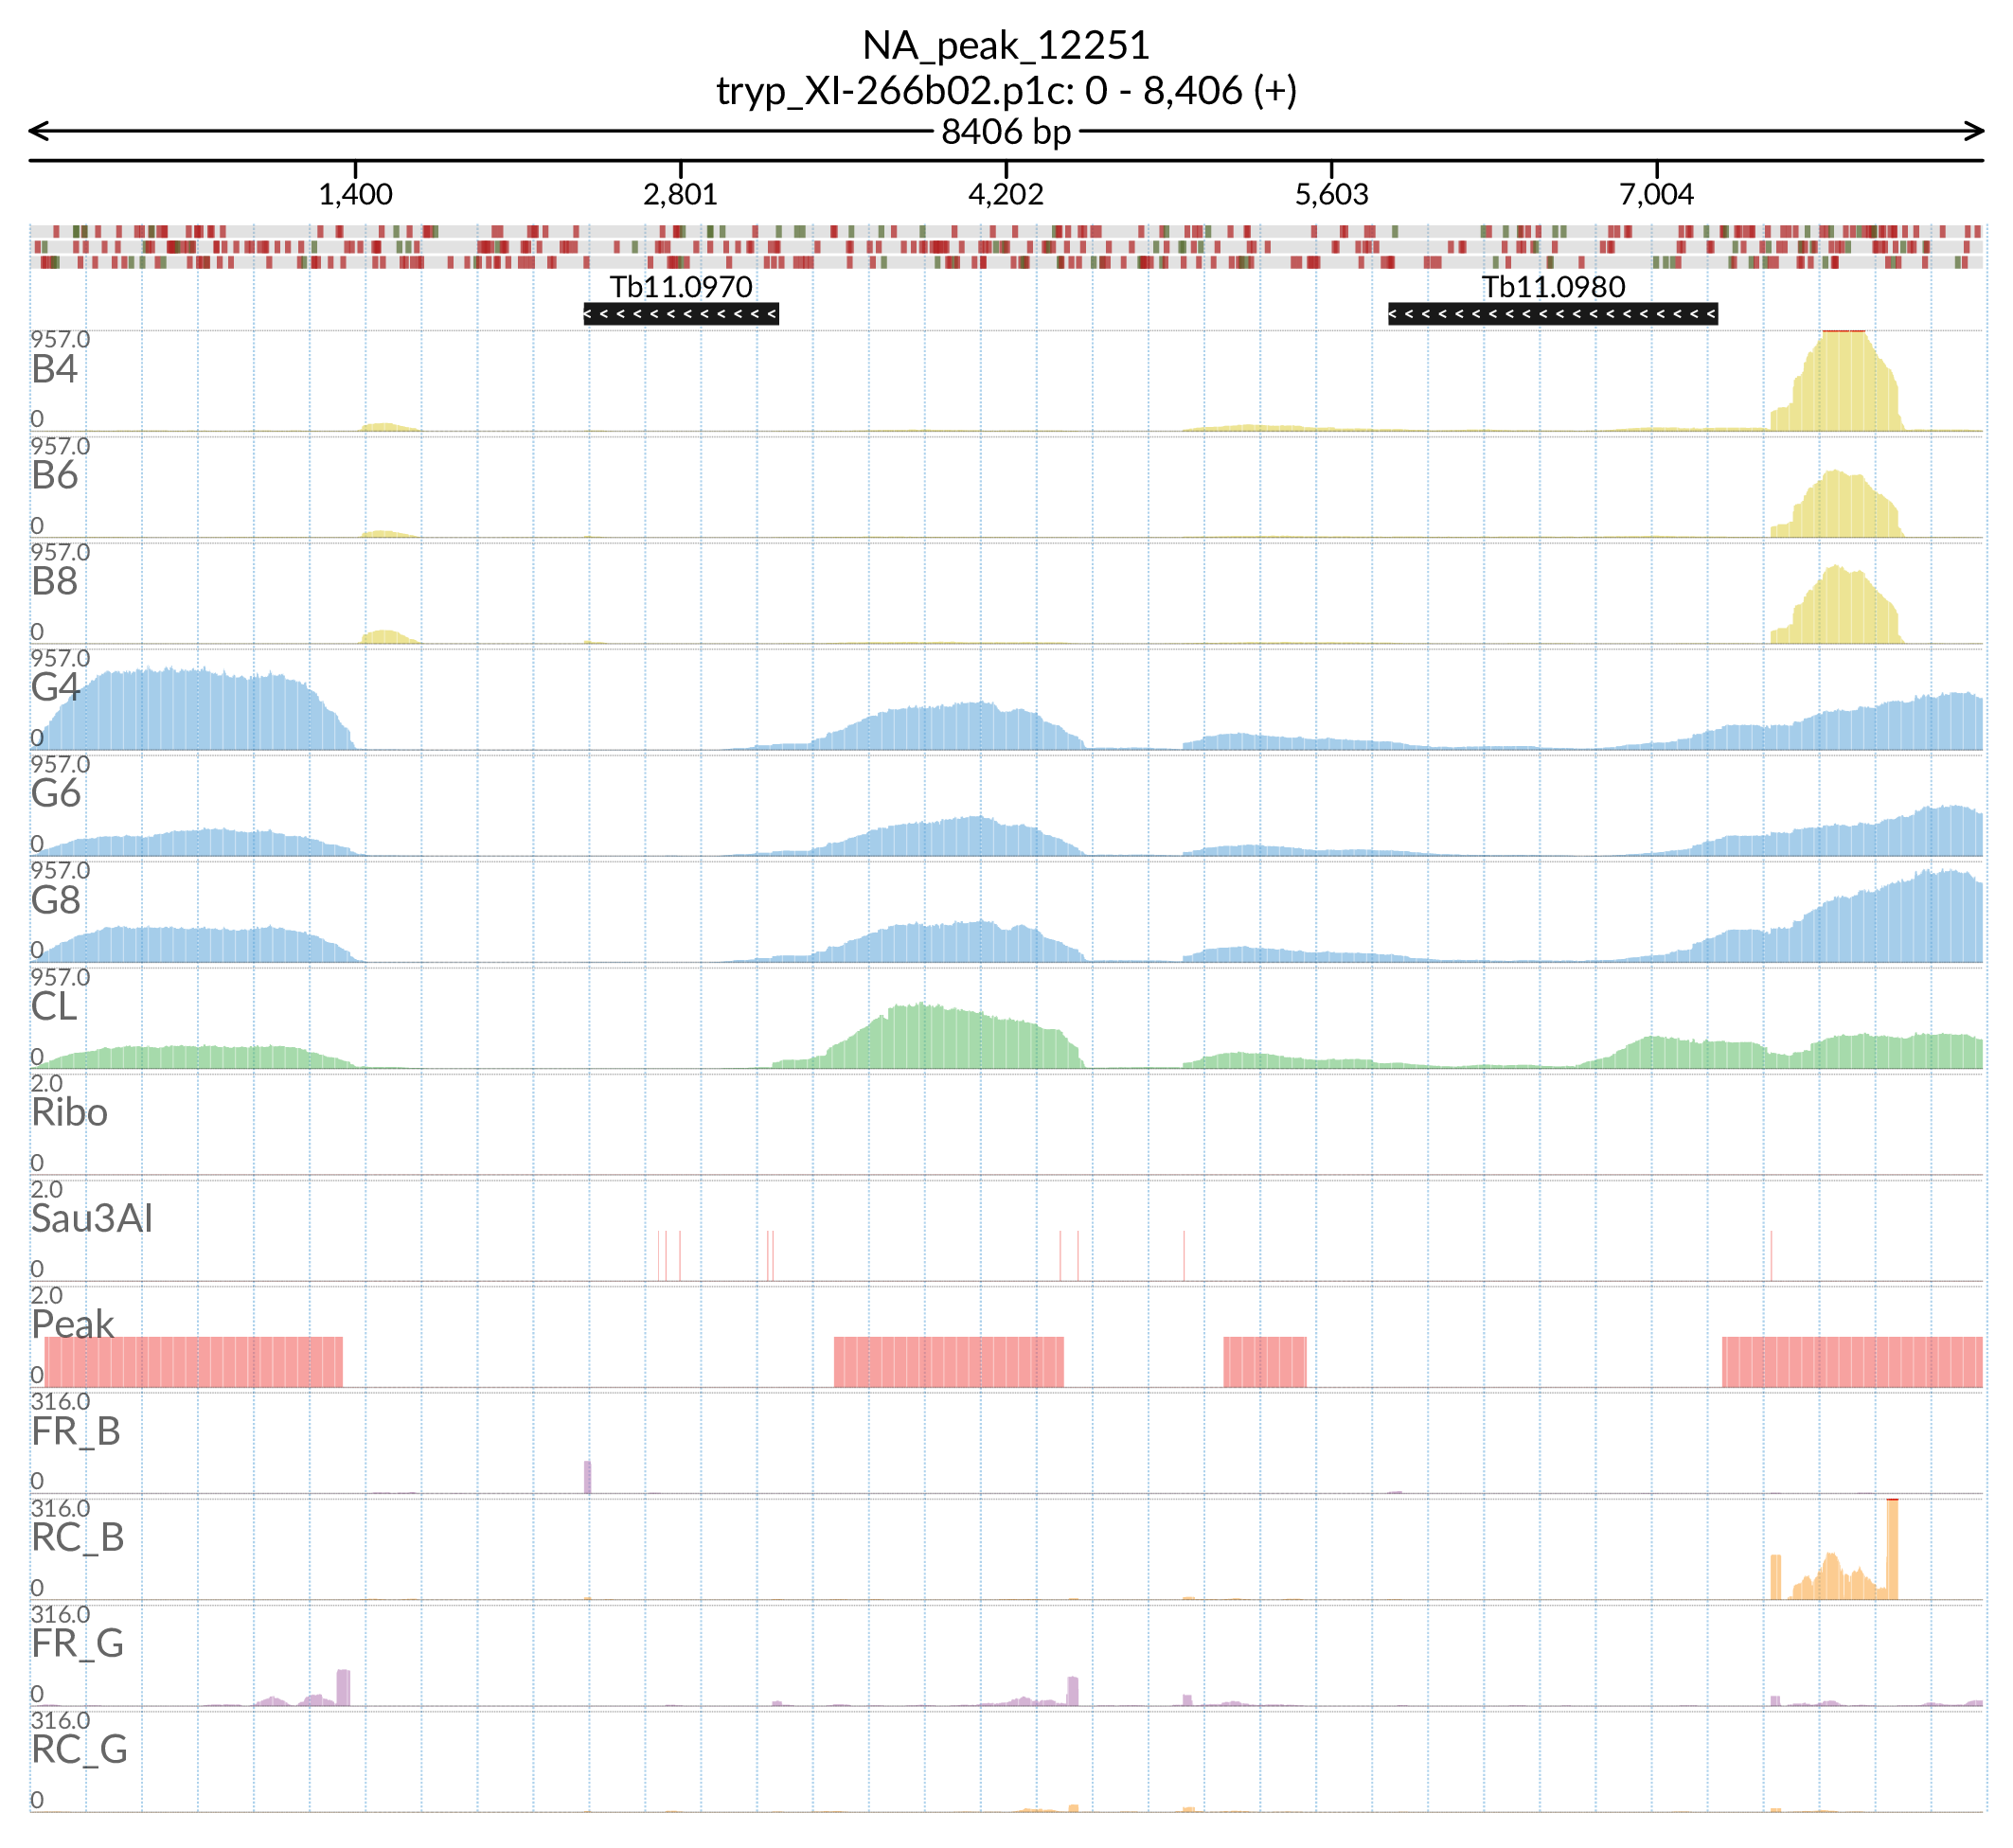 NA_peak_12251
tryp_XI-266b02.p1c: 0 - 8,406 (+)
8406 bp
1,400 2,801 4,202 5,603 7,004
Tb11.0970 Tb11.0980
957.0
B4
0
957.0
B6
0
957.0
B8
0
957.0
G4
0
957.0
G6
0
957.0
G8
0
957.0
CL
0
2.0
Ribo
0
2.0
Sau3AI
0
2.0
Peak
0
316.0
FR_B
0
316.0
RC_B
0
316.0
FR_G
0
316.0
RC_G
0